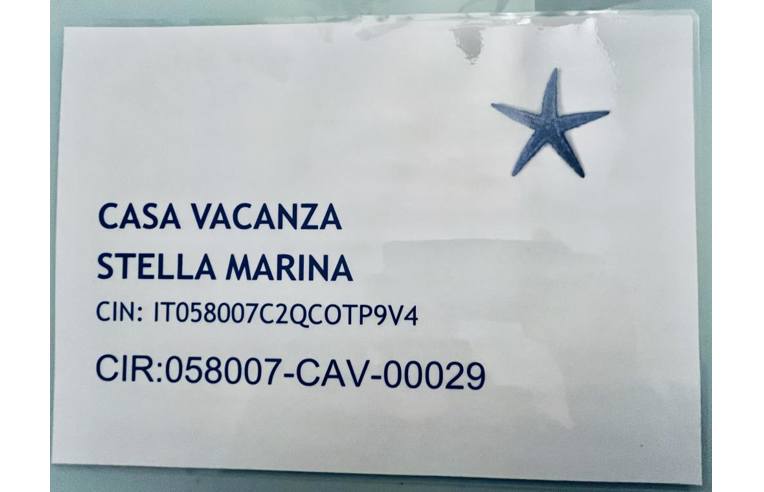 CASA VACANZA
STELLA MARINA
CIN: IT058007C2QCOTP9V4
CIR:058007-CAV-00029